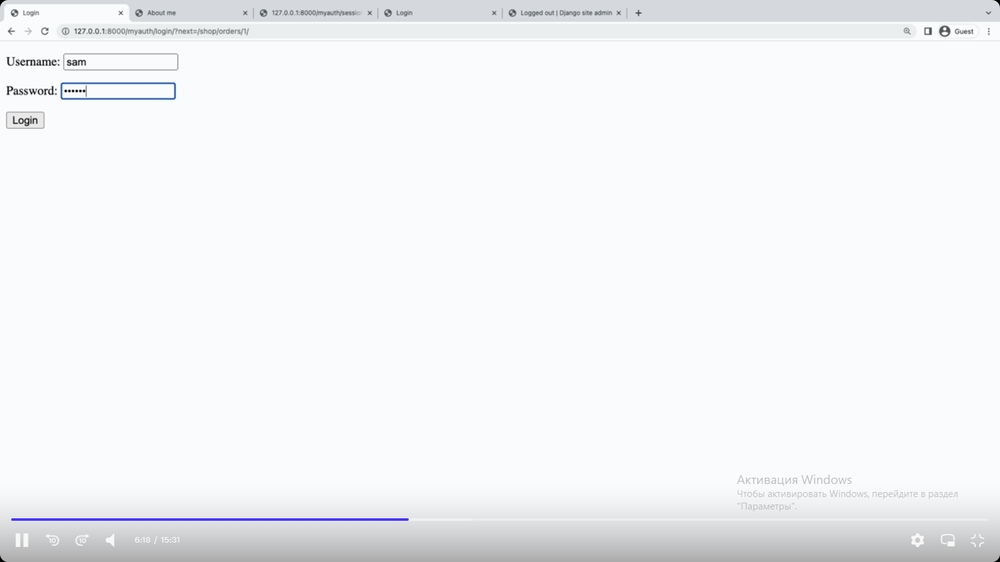 Login
About me
127.0.0.1:8000/myauth/sessio
Login
Logged out | Django site admin
127.0.0.1:8000/myauth/login/?next=/shop/orders/1/
Guest
Username: sam
Password: ••••••
Login
Активация Windows
Чтобы активировать Windows, перейдите в раздел
"Параметры".
10
10
6:18 / 15:31